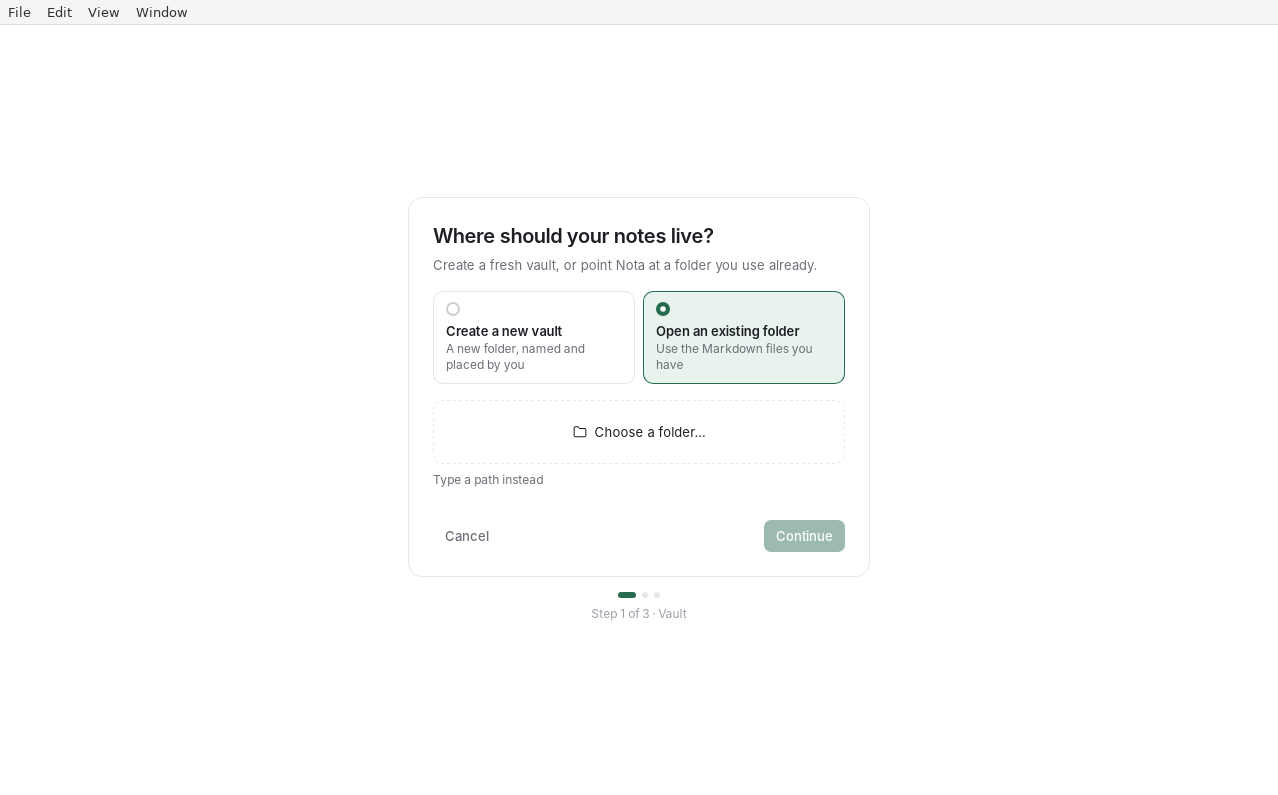 File Edit View Window
Where should your notes live?
Create a fresh vault, or point Nota at a folder you use already.
Create a new vault
A new folder, named and
placed by you
Open an existing folder
Use the Markdown files you
have
Choose a folder...
Type a path instead
Cancel
Continue
Step 1 of 3 · Vault